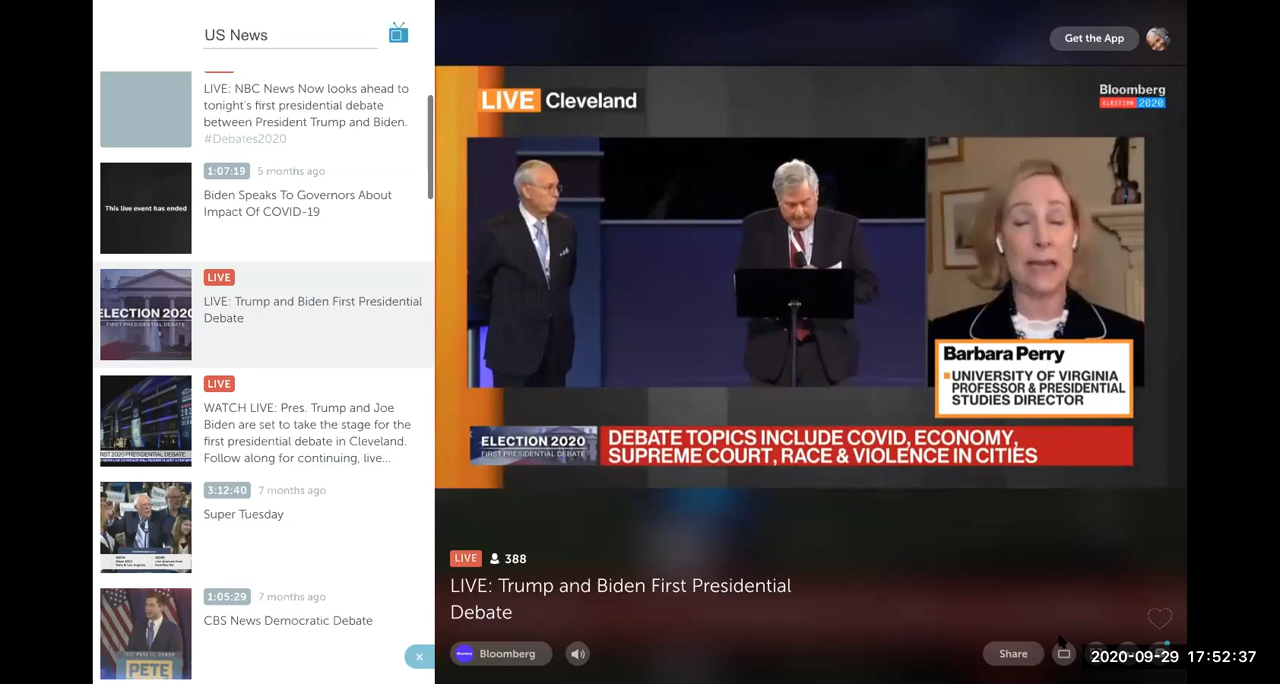 US News
LIVE: NBC News Now looks ahead to
tonight's first presidential debate
between President Trump and Biden.
#Debates2020
1:07:19 5 months ago
This live event has ended
Biden Speaks To Governors About
Impact Of COVID-19
LIVE
ELECTION 2020
FIRST PRESIDENTIAL DEBATE
LIVE: Trump and Biden First Presidential
Debate
LIVE
WATCH LIVE: Pres. Trump and Joe
Biden are set to take the stage for the
first presidential debate in Cleveland.
Follow along for continuing, live...
RST 2020 PRESIDENTIAL DEBATE
3:12:40 7 months ago
Super Tuesday
1:05:29 7 months ago
CBS News Democratic Debate
PETE
×
Get the App
LIVE Cleveland
Bloomberg
ELECTION 2020
Barbara Perry
UNIVERSITY OF VIRGINIA
PROFESSOR & PRESIDENTIAL
STUDIES DIRECTOR
ELECTION 2020
FIRST PRESIDENTIAL DEBATE
DEBATE TOPICS INCLUDE COVID, ECONOMY,
SUPREME COURT, RACE & VIOLENCE IN CITIES
LIVE 388
LIVE: Trump and Biden First Presidential
Debate
Bloomberg
Share
2020-09-29 17:52:37